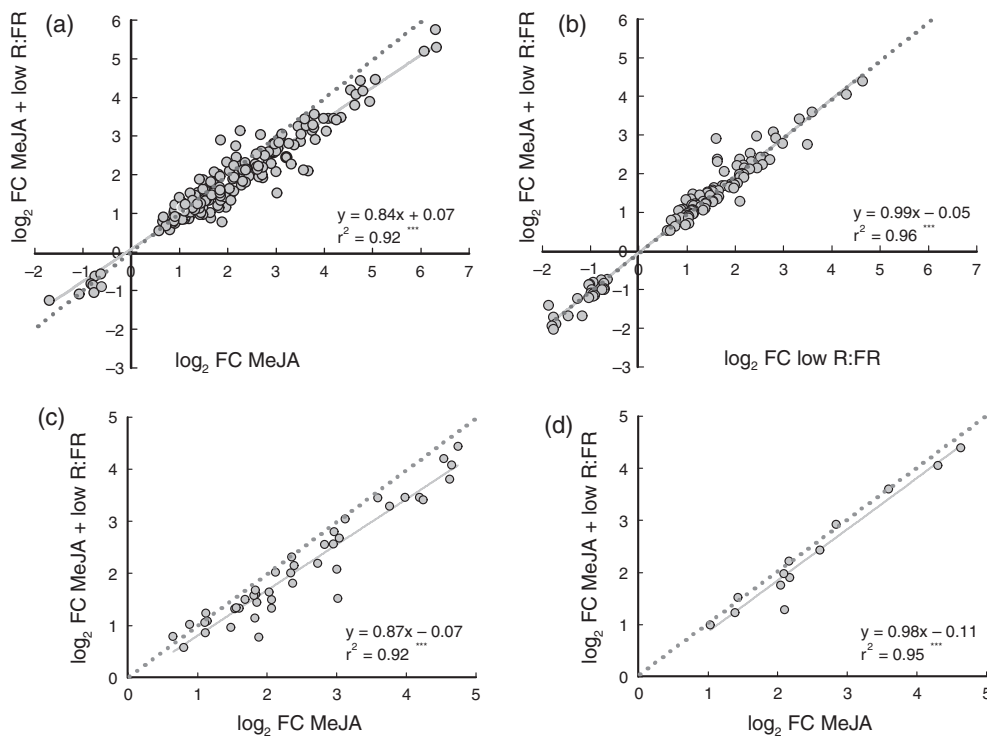 (a)
log₂ FC MeJA + low R:FR
6
5
4
3
2
1
0
−1
−2
−3
−2 −1 1 2 3 4 5 6 7
y = 0.84x + 0.07
r² = 0.92 ***
log₂ FC MeJA
(b)
log₂ FC MeJA + low R:FR
6
5
4
3
2
1
0
−1
−2
−3
−2 −1 1 2 3 4 5 6 7
y = 0.99x − 0.05
r² = 0.96 ***
log₂ FC low R:FR
(c)
log₂ FC MeJA + low R:FR
5
4
3
2
1
0
0 1 2 3 4 5
y = 0.87x − 0.07
r² = 0.92 ***
log₂ FC MeJA
(d)
log₂ FC MeJA + low R:FR
5
4
3
2
1
0
0 1 2 3 4 5
y = 0.98x − 0.11
r² = 0.95 ***
log₂ FC MeJA